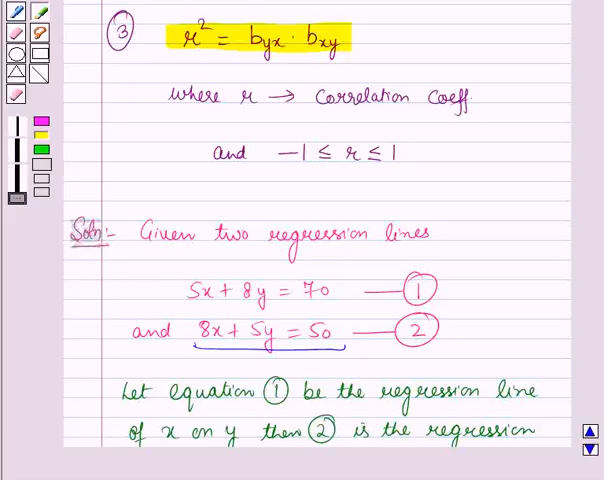 ③ r² = byx · bxy
where r → Correlation Coeff.
and −1 ≤ r ≤ 1
Soln:- Given two regression lines
5x + 8y = 70 —— ①
and 8x + 5y = 50 —— ②
Let equation ① be the regression line
of x on y then ② is the regression